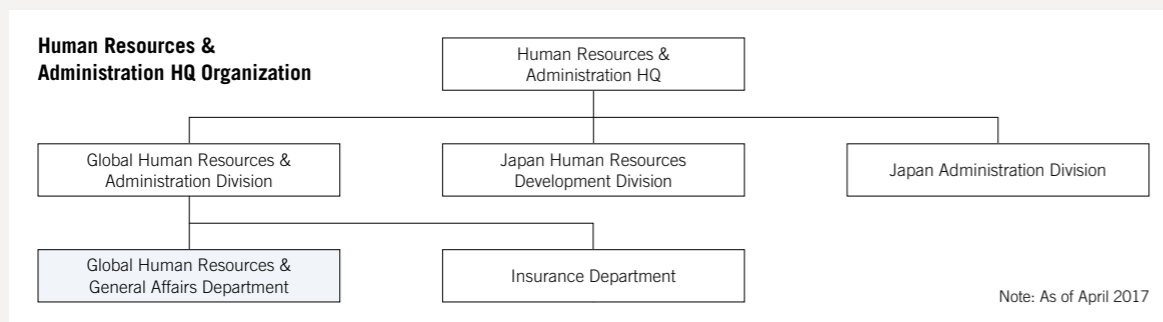 Human Resources &
Administration HQ Organization
Human Resources &
Administration HQ
Global Human Resources &
Administration Division
Japan Human Resources
Development Division
Japan Administration Division
Global Human Resources &
General Affairs Department
Insurance Department
Note: As of April 2017